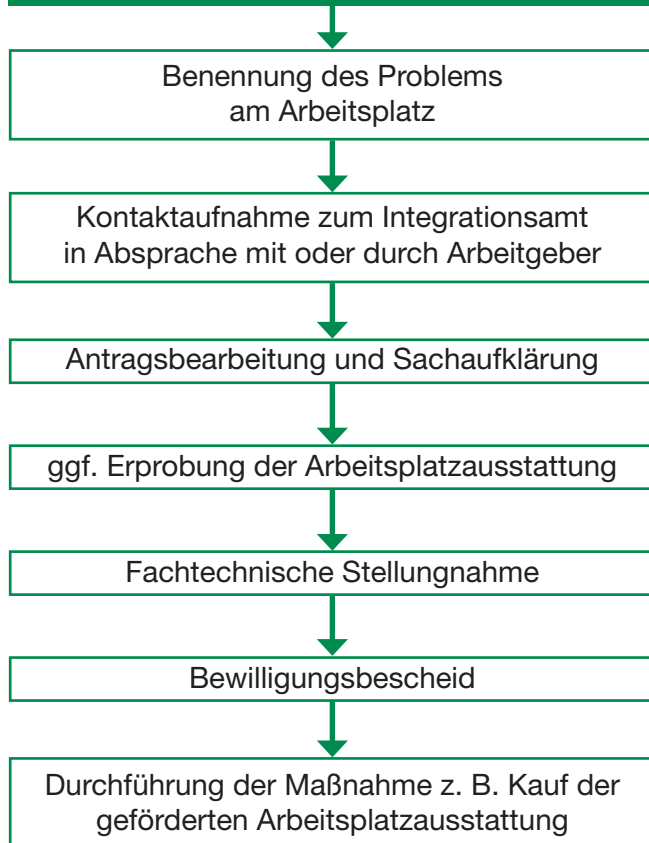 Benennung des Problems
am Arbeitsplatz
Kontaktaufnahme zum Integrationsamt
in Absprache mit oder durch Arbeitgeber
Antragsbearbeitung und Sachaufklärung
ggf. Erprobung der Arbeitsplatzausstattung
Fachtechnische Stellungnahme
Bewilligungsbescheid
Durchführung der Maßnahme z. B. Kauf der
geförderten Arbeitsplatzausstattung